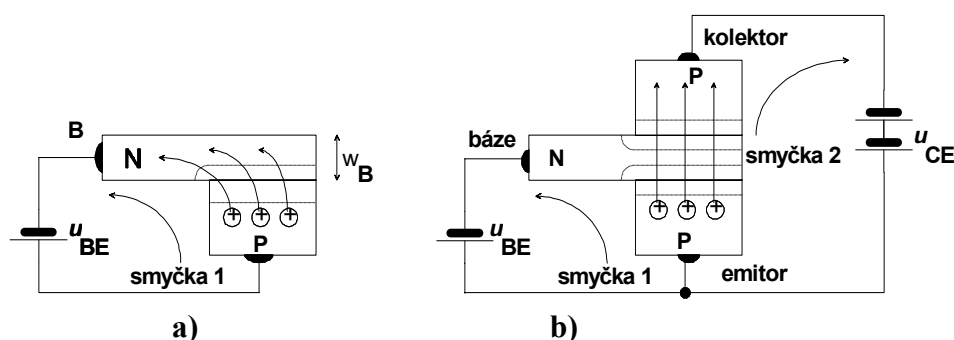 B
N
w
B
u
BE
P
smyčka 1
a)
kolektor
P
báze
N
smyčka 2
u
CE
u
BE
P
smyčka 1
emitor
b)